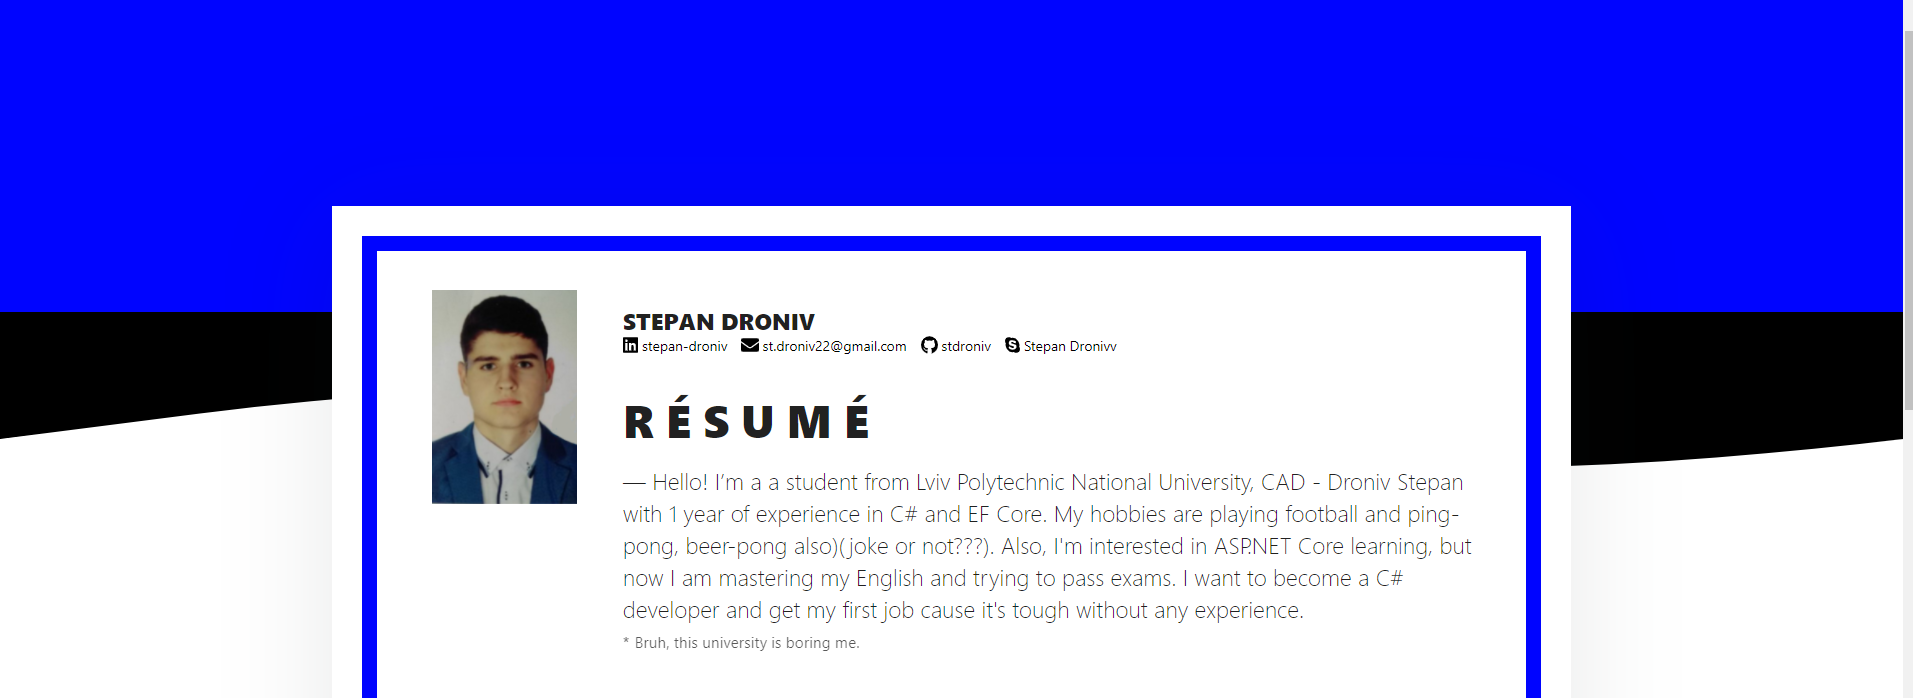 STEPAN DRONIV
stepan-droniv st.droniv22@gmail.com stdroniv Stepan Dronivv
RÉSUMÉ
— Hello! I’m a a student from Lviv Polytechnic National University, CAD - Droniv Stepan
with 1 year of experience in C# and EF Core. My hobbies are playing football and ping-
pong, beer-pong also)(joke or not???). Also, I'm interested in ASP.NET Core learning, but
now I am mastering my English and trying to pass exams. I want to become a C#
developer and get my first job cause it's tough without any experience.
* Bruh, this university is boring me.